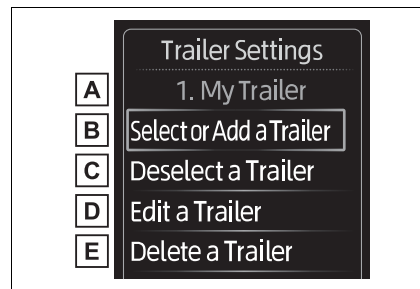 Trailer Settings
A 1. My Trailer
B Select or Add a Trailer
C Deselect a Trailer
D Edit a Trailer
E Delete a Trailer